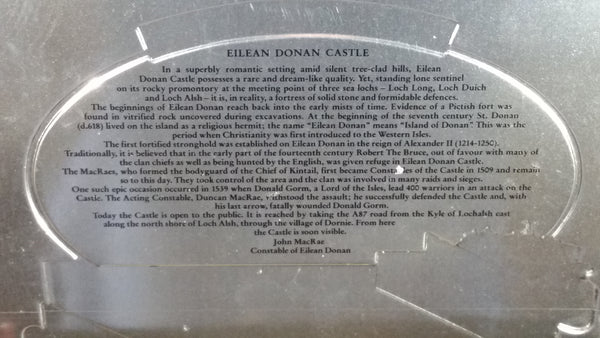 EILEAN DONAN CASTLE
In a superbly romantic setting amid silent tree-clad hills, Eilean
Donan Castle possesses a rare and dream-like quality. Yet, standing lone sentinel
on its rocky promontory at the meeting point of three sea lochs – Loch Long, Loch Duich
and Loch Alsh – it is, in reality, a fortress of solid stone and formidable defences.
The beginnings of Eilean Donan reach back into the early mists of time. Evidence of a Pictish fort was
found in vitrified rock uncovered during excavations. At the beginning of the seventh century St. Donan
(d.618) lived on the island as a religious hermit; the name “Eilean Donan” means “Island of Donan”. This was the
period when Christianity was first introduced to the Western Isles.
The first fortified stronghold was established on Eilean Donan in the reign of Alexander II (1214-1250).
Traditionally, it is believed that in the early part of the fourteenth century Robert The Bruce, out of favour with many of
the clan chiefs as well as being hunted by the English, was given refuge in Eilean Donan Castle.
The MacRaes, who formed the bodyguard of the Chief of Kintail, first became Constables of the Castle in 1509 and remain
so to this day. They took control of the area and the clan was involved in many raids and sieges.
One such epic occasion occurred in 1539 when Donald Gorm, a Lord of the Isles, lead 400 warriors in an attack on the
Castle. The Acting Constable, Duncan MacRae, withstood the assault; he successfully defended the Castle and, with
his last arrow, fatally wounded Donald Gorm.
Today the Castle is open to the public. It is reached by taking the A87 road from the Kyle of Lochalsh east
along the north shore of Loch Alsh, through the village of Dornie. From here
the Castle is soon visible.
John MacRae
Constable of Eilean Donan